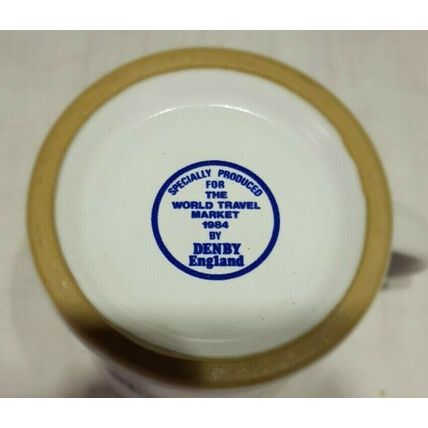 SPECIALLY PRODUCED
FOR
THE
WORLD TRAVEL
MARKET
1984
BY
DENBY
England